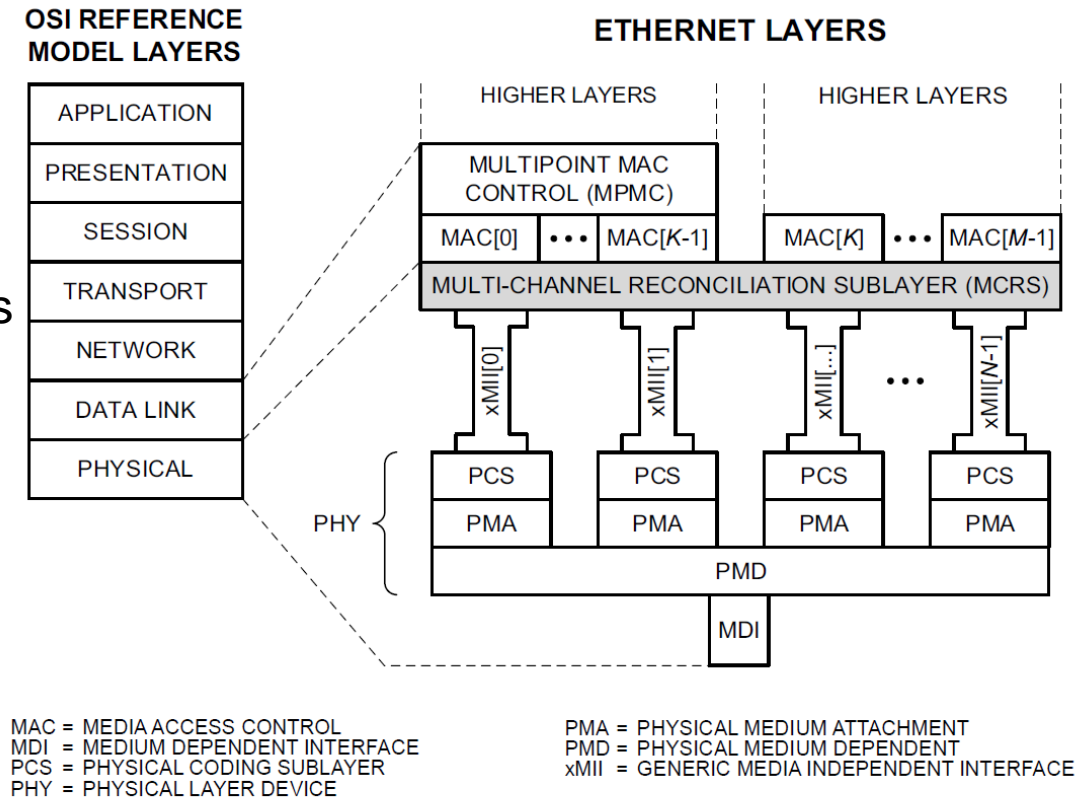 OSI REFERENCE
MODEL LAYERS
APPLICATION
PRESENTATION
SESSION
TRANSPORT
NETWORK
DATA LINK
PHYSICAL
s
ETHERNET LAYERS
HIGHER LAYERS
HIGHER LAYERS
MULTIPOINT MAC
CONTROL (MPMC)
MAC[0] ••• MAC[K-1]
MAC[K] ••• MAC[M-1]
MULTI-CHANNEL RECONCILIATION SUBLAYER (MCRS)
xMII[0]
xMII[1]
xMII[...]
•••
xMII[N-1]
PHY
PCS
PCS
PCS
PCS
PMA
PMA
PMA
PMA
PMD
MDI
MAC = MEDIA ACCESS CONTROL
MDI = MEDIUM DEPENDENT INTERFACE
PCS = PHYSICAL CODING SUBLAYER
PHY = PHYSICAL LAYER DEVICE
PMA = PHYSICAL MEDIUM ATTACHMENT
PMD = PHYSICAL MEDIUM DEPENDENT
xMII = GENERIC MEDIA INDEPENDENT INTERFACE